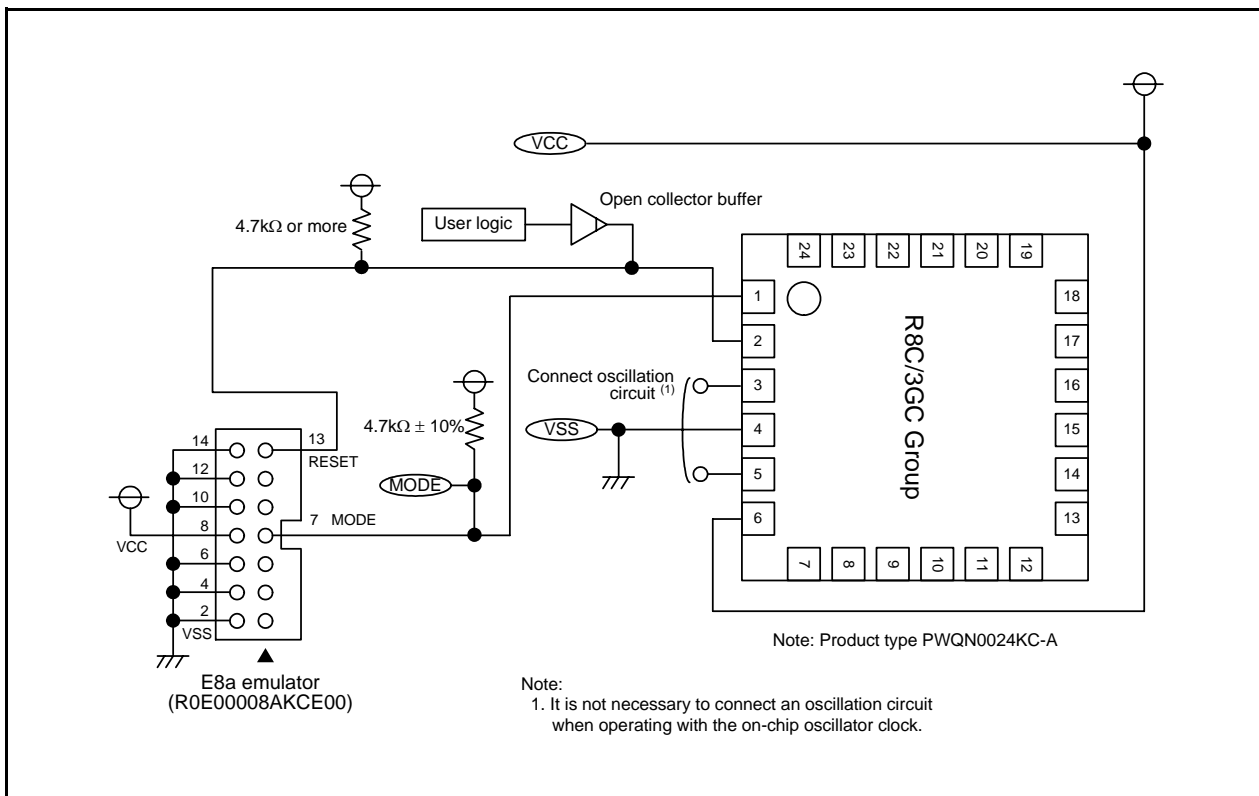 VCC
Open collector buffer
4.7kΩ or more
User logic
24 23 22 21 20 19
1
2
3
4
5
6
18
17
16
15
14
13
7 8 9 10 11 12
R8C/3GC Group
Connect oscillation
circuit (1)
VSS
4.7kΩ ± 10%
MODE
14
13
RESET
12
10
7 MODE
8
VCC
6
4
2
VSS
E8a emulator
(R0E00008AKCE00)
Note: Product type PWQN0024KC-A
Note:
1. It is not necessary to connect an oscillation circuit
when operating with the on-chip oscillator clock.